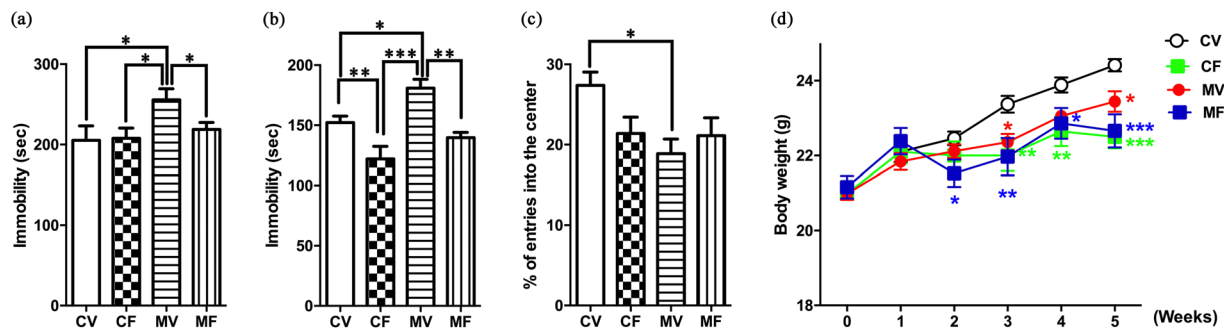 (a)
Immobility (sec)
300
200
100
0
*
*
*
CV CF MV MF
(b)
Immobility (sec)
200
150
100
50
0
*
**
***
**
CV CF MV MF
(c)
% of entries into the center
30
20
10
0
*
CV CF MV MF
(d)
Body weight (g)
24
22
20
18
*
*
**
*
**
**
*
***
***
0 1 2 3 4 5 (Weeks)
CV
CF
MV
MF